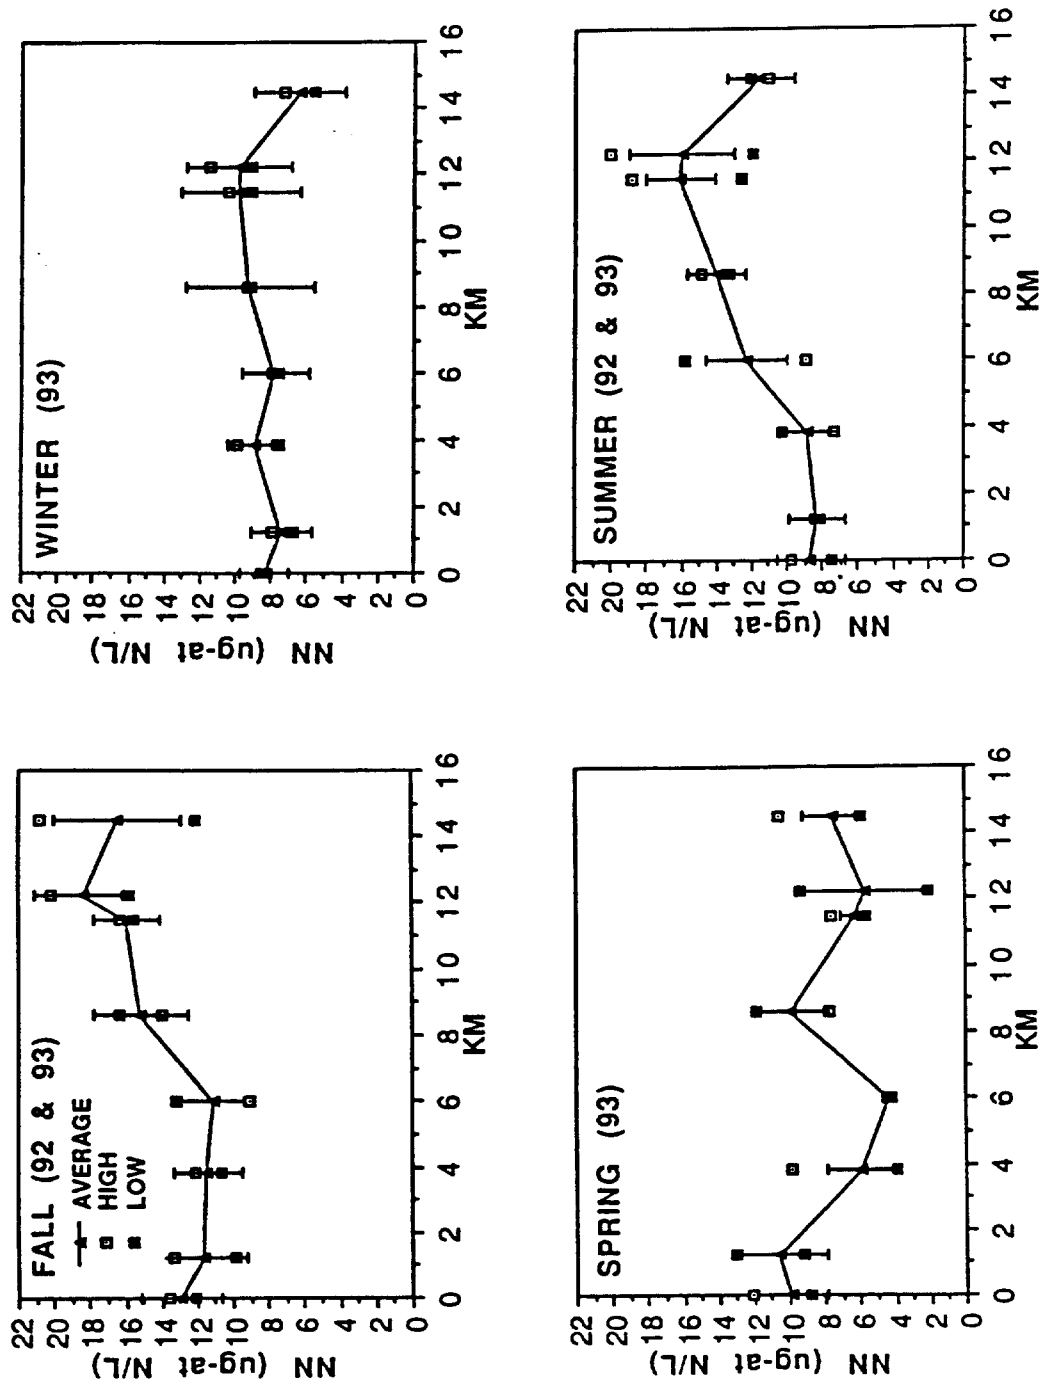 FALL (92 & 93)
AVERAGE
HIGH
LOW
NN (ug-at N/L)
22
20
18
16
14
12
10
8
6
4
2
0
0 2 4 6 8 10 12 14 16
KM
WINTER (93)
NN (ug-at N/L)
22
20
18
16
14
12
10
8
6
4
2
0
0 2 4 6 8 10 12 14 16
KM
SPRING (93)
NN (ug-at N/L)
22
20
18
16
14
12
10
8
6
4
2
0
0 2 4 6 8 10 12 14 16
KM
SUMMER (92 & 93)
NN (ug-at N/L)
22
20
18
16
14
12
10
8
6
4
2
0
0 2 4 6 8 10 12 14 16
KM